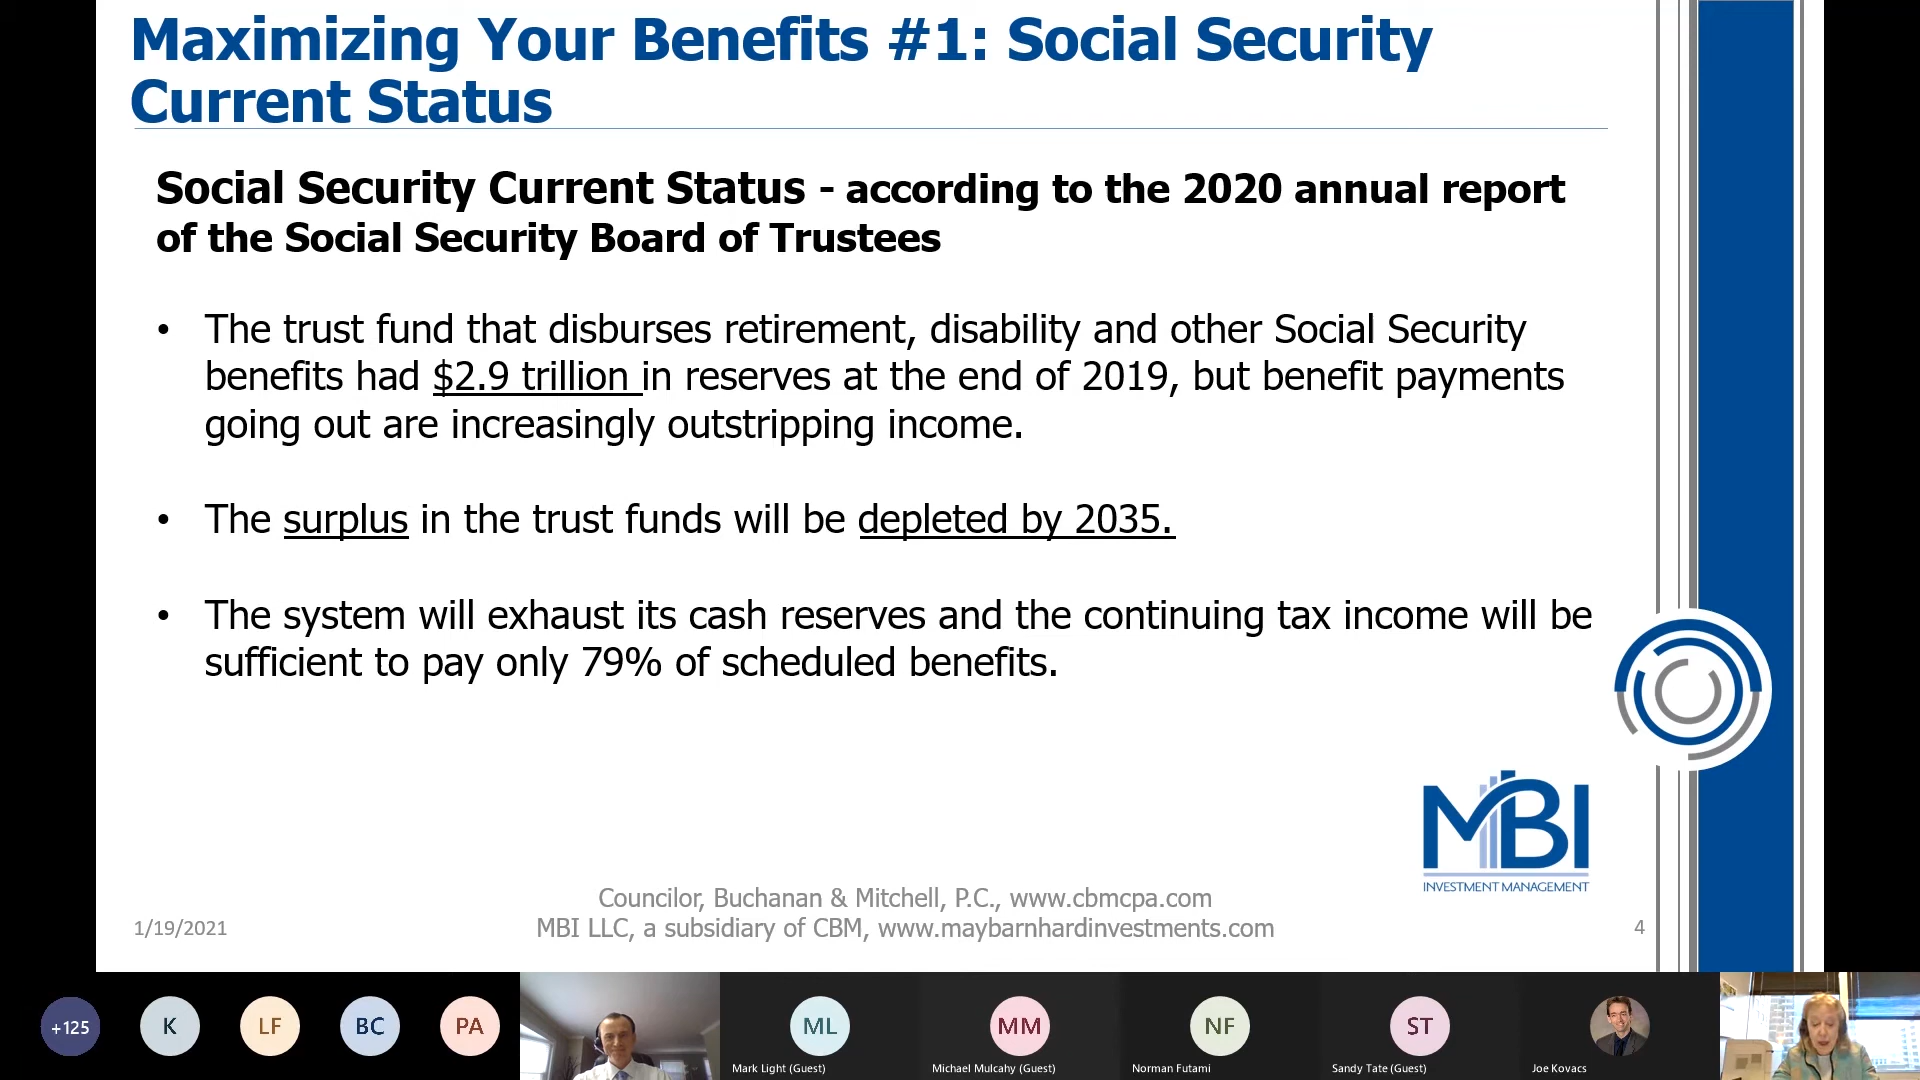 Maximizing Your Benefits #1: Social Security
Current Status
Social Security Current Status - according to the 2020 annual report
of the Social Security Board of Trustees
• The trust fund that disburses retirement, disability and other Social Security
benefits had $2.9 trillion in reserves at the end of 2019, but benefit payments
going out are increasingly outstripping income.
• The surplus in the trust funds will be depleted by 2035.
• The system will exhaust its cash reserves and the continuing tax income will be
sufficient to pay only 79% of scheduled benefits.
MBI
INVESTMENT MANAGEMENT
Councilor, Buchanan & Mitchell, P.C., www.cbmcpa.com
1/19/2021
MBI LLC, a subsidiary of CBM, www.maybarnhardinvestments.com
4
+125
K
LF
BC
PA
ML
MM
NF
ST
Mark Light (Guest)
Michael Mulcahy (Guest)
Norman Futami
Sandy Tate (Guest)
Joe Kovacs